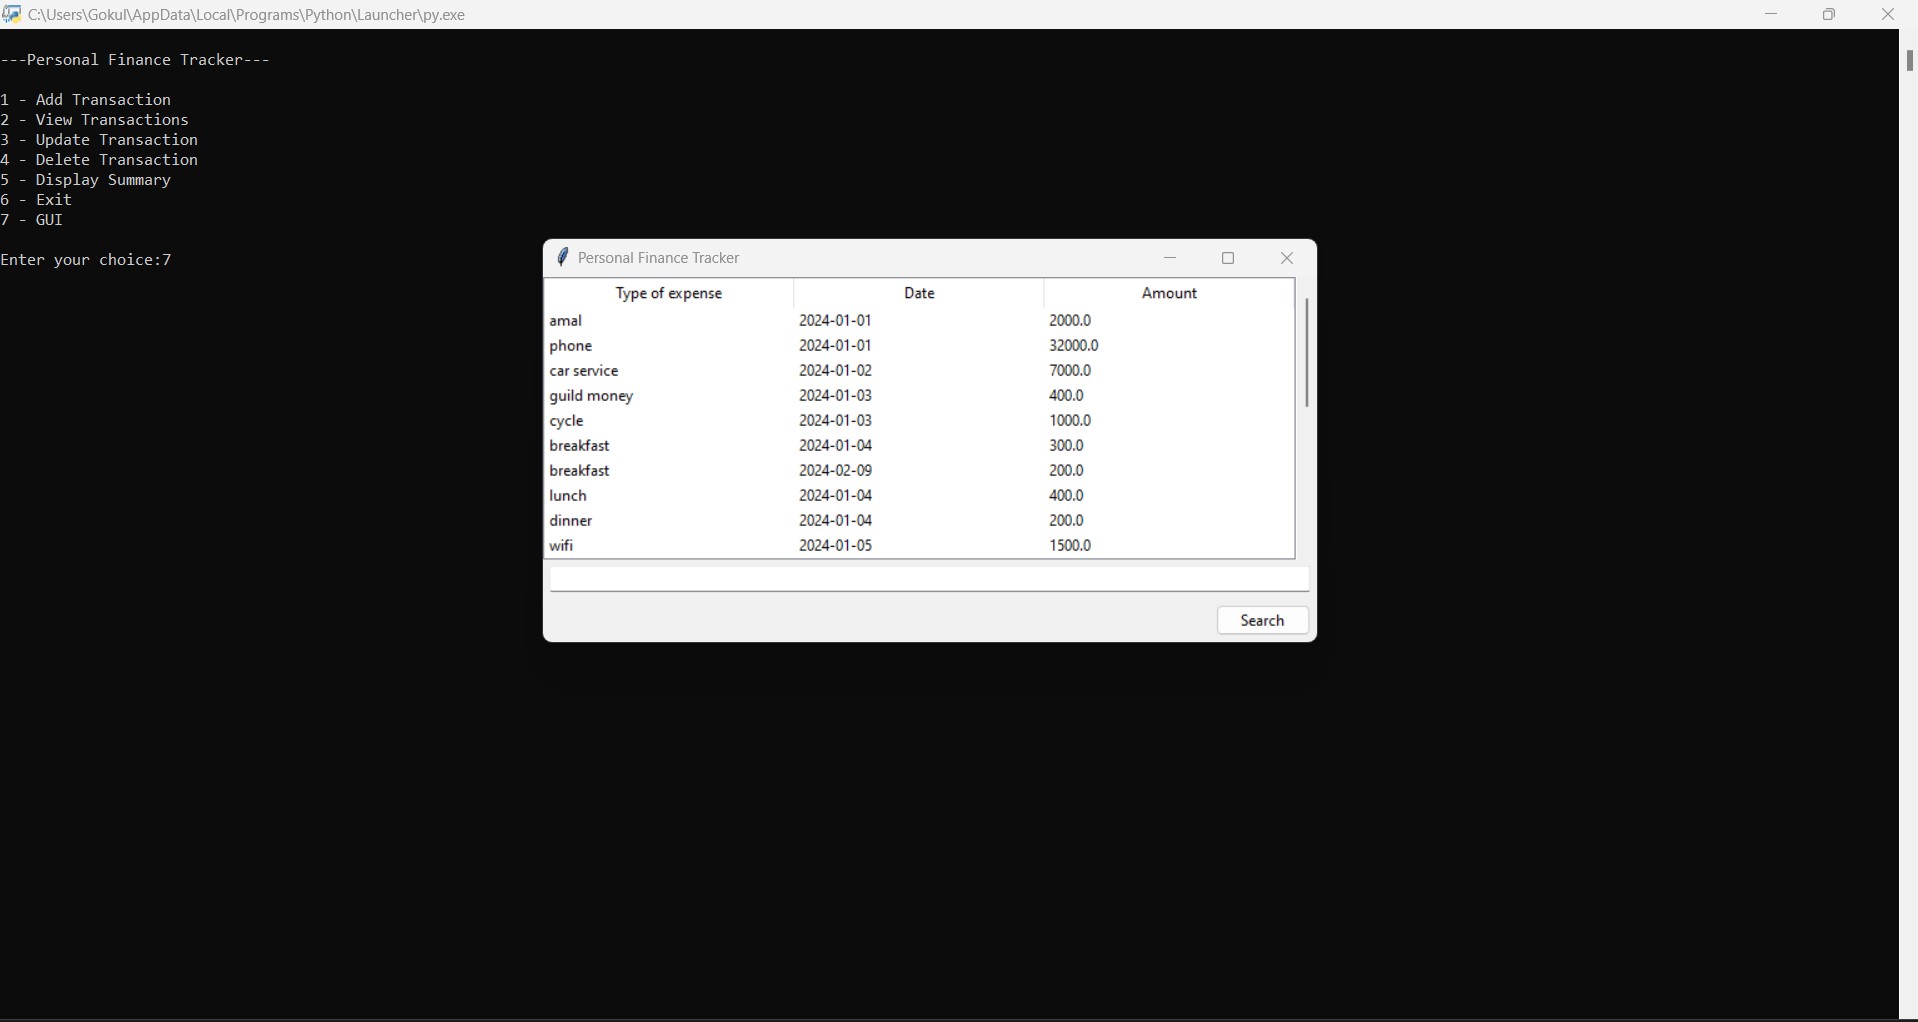 C:\Users\Gokul\AppData\Local\Programs\Python\Launcher\py.exe
---Personal Finance Tracker---
1 - Add Transaction
2 - View Transactions
3 - Update Transaction
4 - Delete Transaction
5 - Display Summary
6 - Exit
7 - GUI
Enter your choice:7
Personal Finance Tracker
Type of expense Date Amount
amal 2024-01-01 2000.0
phone 2024-01-01 32000.0
car service 2024-01-02 7000.0
guild money 2024-01-03 400.0
cycle 2024-01-03 1000.0
breakfast 2024-01-04 300.0
breakfast 2024-02-09 200.0
lunch 2024-01-04 400.0
dinner 2024-01-04 200.0
wifi 2024-01-05 1500.0
Search